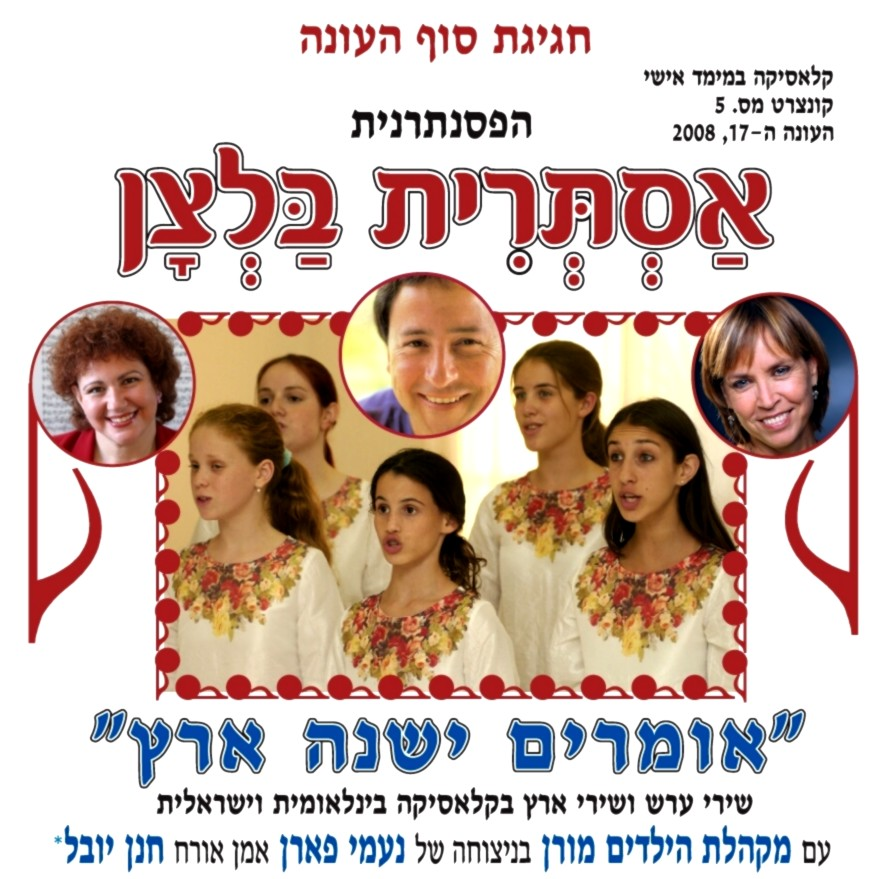 חגיגת סוף העונה
קלאסיקה במימד אישי
קונצרט מס. 5
העונה ה-17, 2008
הפסנתרנית
אַסְתְּרִית בַּלְצָן
"אומרים ישנה ארץ"
שירי ערש ושירי ארץ בקלאסיקה בינלאומית וישראלית
עם מקהלת הילדים מורן בניצוחה של נעמי פארן אמן אורח חנן יובל*